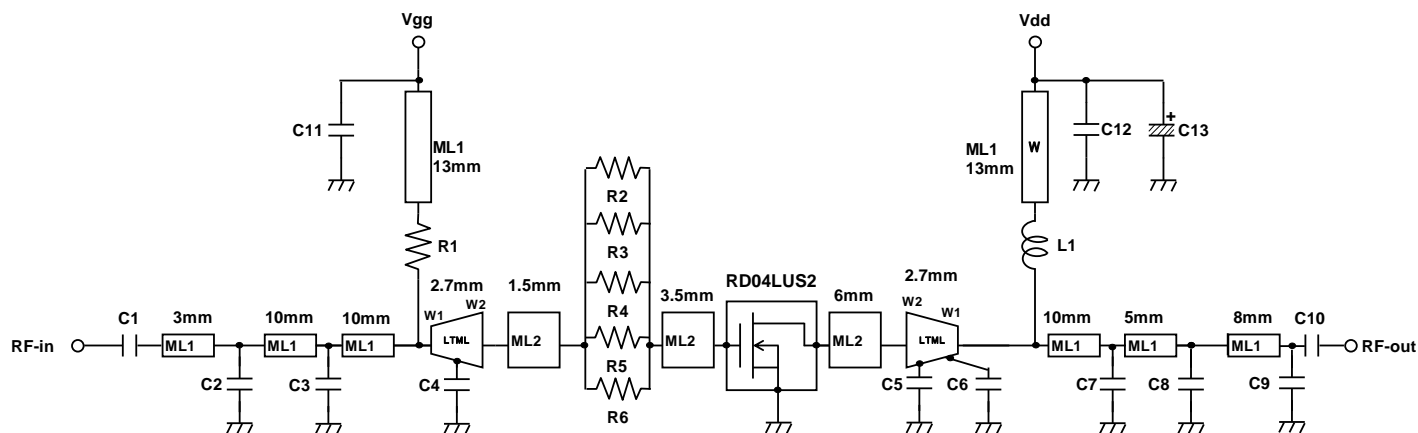 Vgg
Vdd
C11
ML1
13mm
ML1
13mm
W
C12
+
C13
R2
R1
R3
L1
2.7mm
1.5mm
3.5mm
RD04LUS2
6mm
2.7mm
W1
W2
R4
W2
W1
RF-in
C1
3mm
10mm
10mm
10mm
5mm
8mm
C10
RF-out
ML1
ML1
ML1
LTML
ML2
R5
ML2
ML2
LTML
ML1
ML1
ML1
C2
C3
C4
R6
C5
C6
C7
C8
C9